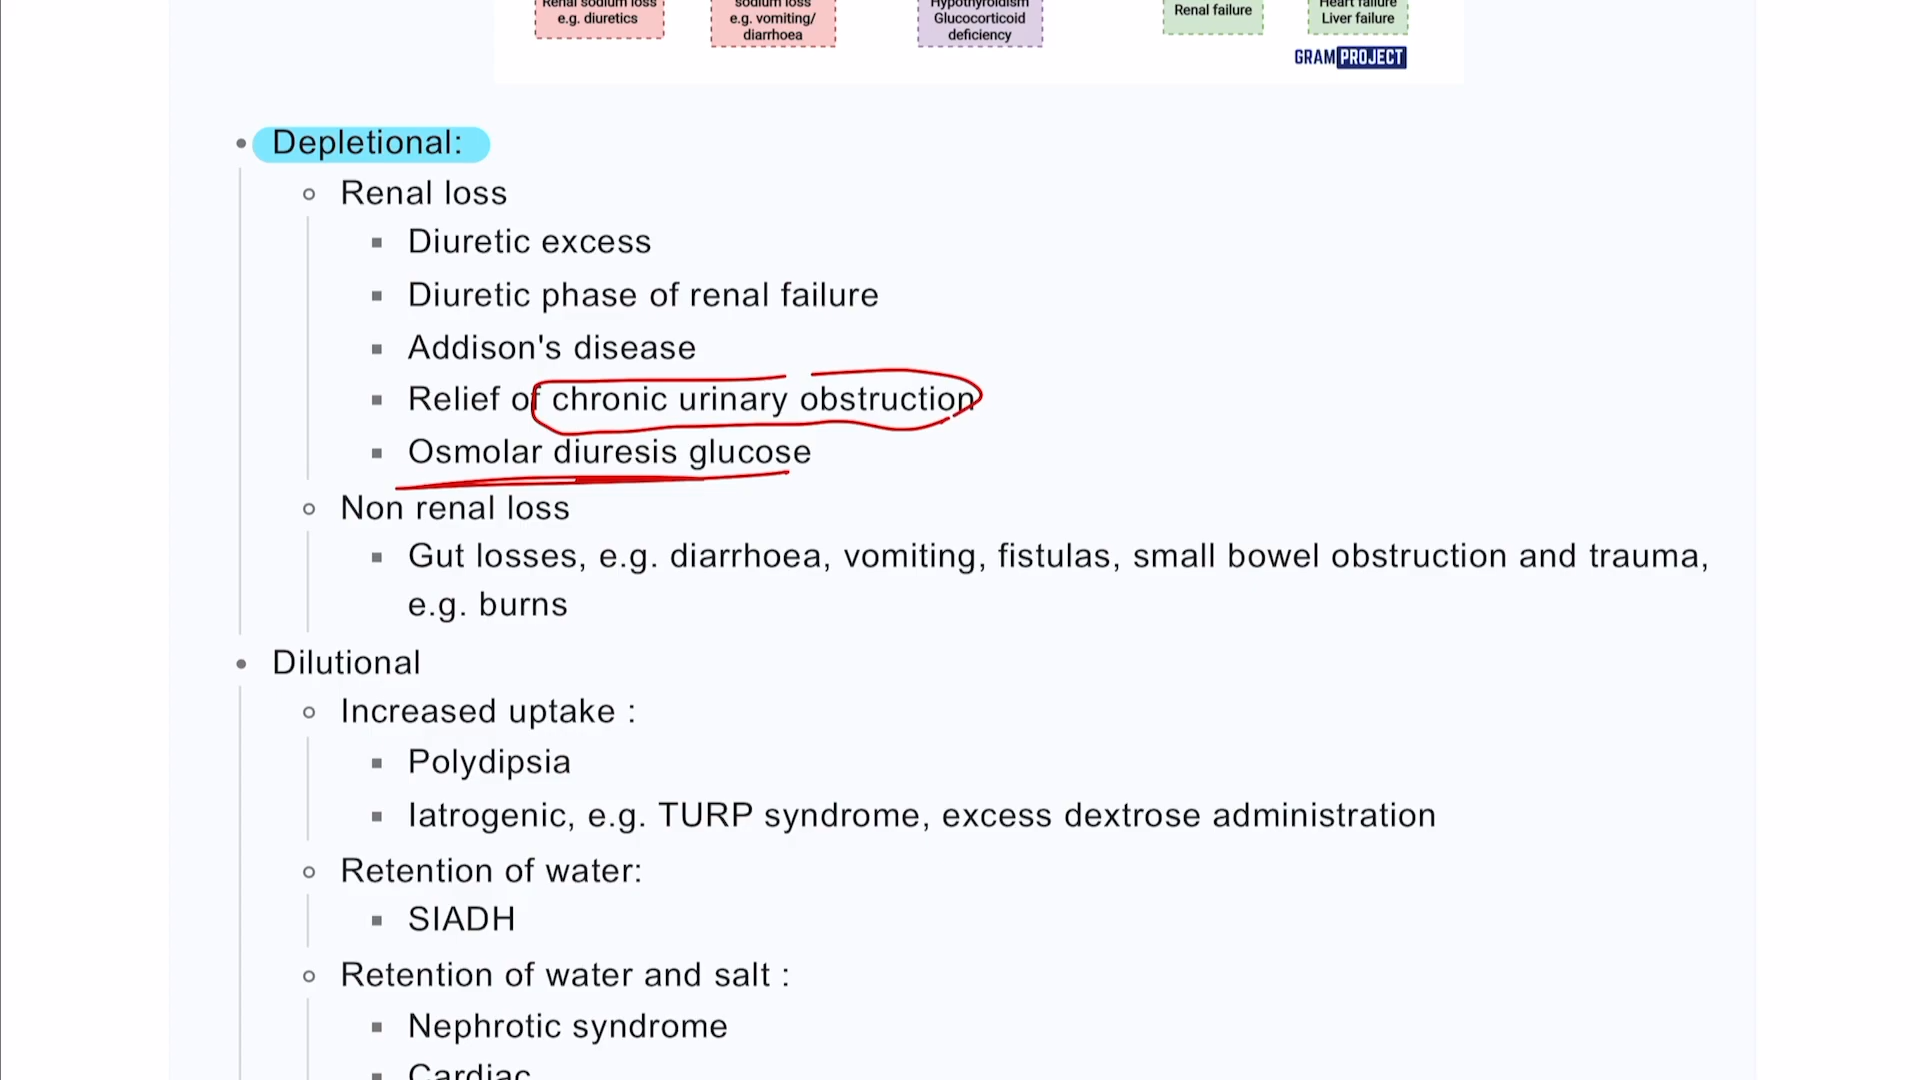 Renal sodium loss
e.g. diuretics
sodium loss
e.g. vomiting/
diarrhoea
Hypothyroidism
Glucocorticoid
deficiency
Renal failure
Heart failure
Liver failure
GRAM PROJECT
Depletional:
Renal loss
Diuretic excess
Diuretic phase of renal failure
Addison's disease
Relief of chronic urinary obstruction
Osmolar diuresis glucose
Non renal loss
Gut losses, e.g. diarrhoea, vomiting, fistulas, small bowel obstruction and trauma,
e.g. burns
Dilutional
Increased uptake :
Polydipsia
Iatrogenic, e.g. TURP syndrome, excess dextrose administration
Retention of water:
SIADH
Retention of water and salt :
Nephrotic syndrome
Cardiac